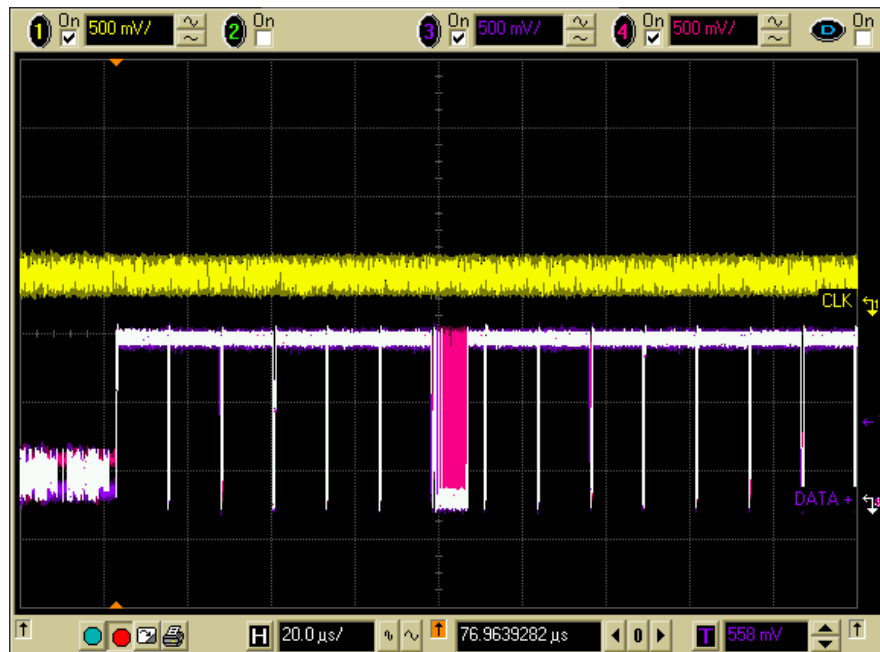 1 On 500 mV/ 2 On 3 On 500 mV/ 4 On 500 mV/ D On
CLK 1
DATA +
H 20.0 µs/ 76.9639282 µs 0 T 558 mV